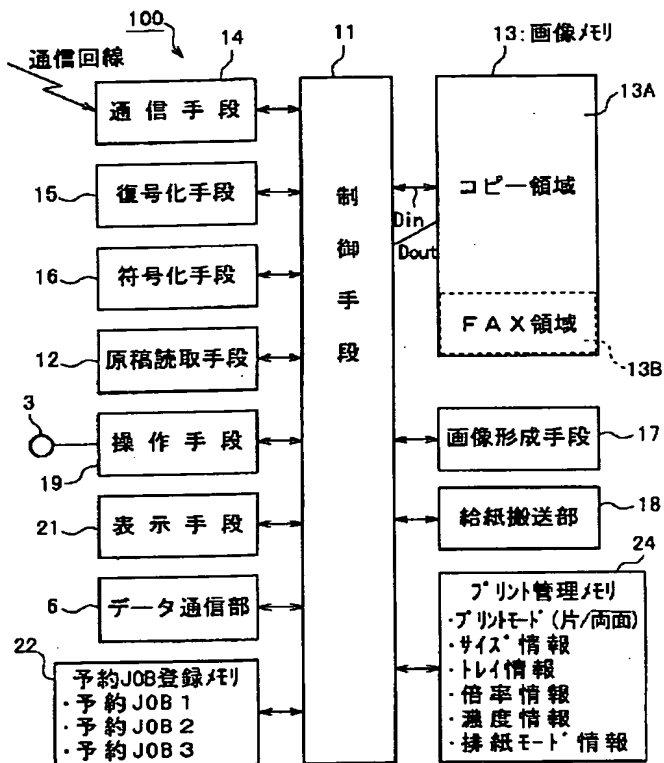 100
通信回線
14
通信手段
15
復号化手段
16
符号化手段
12
原稿読取手段
3
操作手段
19
21
表示手段
6
データ通信部
22
予約JOB登録メモリ
・予約JOB1
・予約JOB2
・予約JOB3
11
制御手段
13:画像メモリ
13A
コピー領域
Din
Dout
FAX領域
13B
画像形成手段
17
給紙搬送部
18
24
プリント管理メモリ
・プリントモード(片/両面)
・サイズ情報
・トレイ情報
・倍率情報
・濃度情報
・排紙モード情報